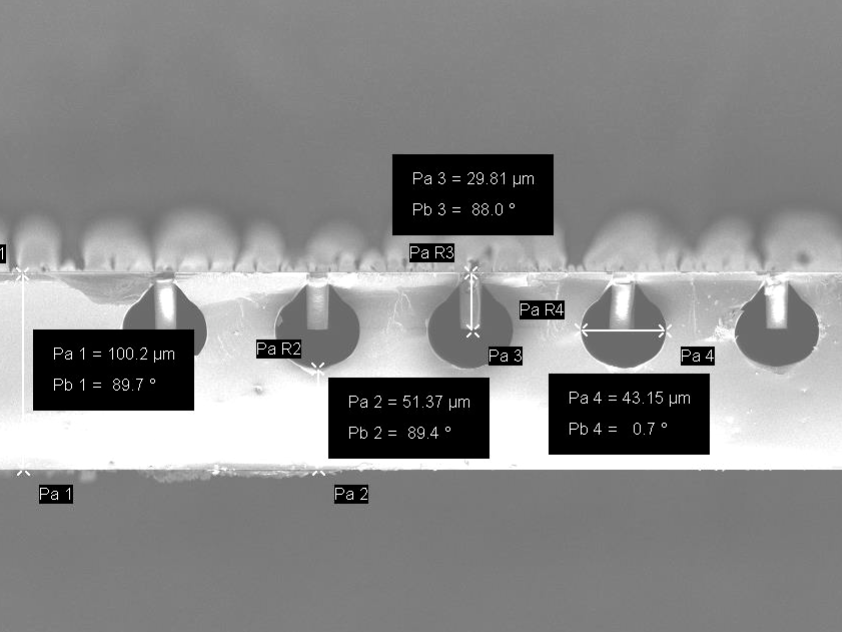 Pa 3 = 29.81 µm
Pb 3 = 88.0 °
1
Pa R3
Pa R4
Pa R2
Pa 3
Pa 4
Pa 1 = 100.2 µm
Pb 1 = 89.7 °
Pa 2 = 51.37 µm
Pb 2 = 89.4 °
Pa 4 = 43.15 µm
Pb 4 = 0.7 °
Pa 1
Pa 2